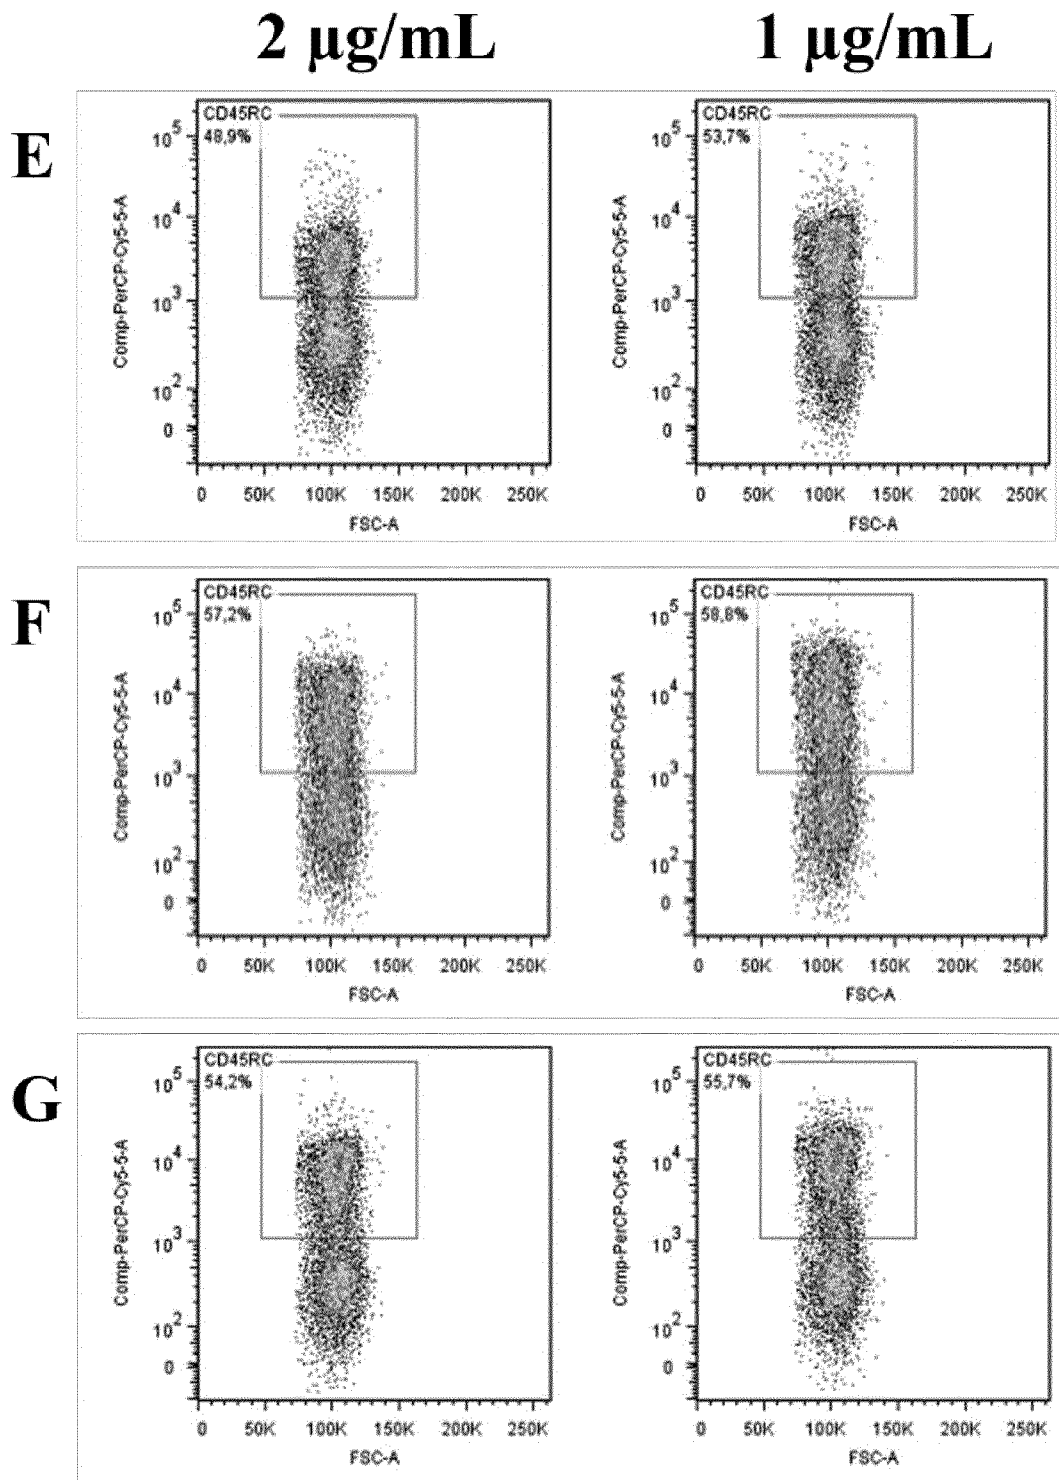 2 µg/mL 1 µg/mL
E
CD45RC
48,9%
Comp-PerCP-Cy5-5-A
10^5
10^4
10^3
10^2
0
0 50K 100K 150K 200K 250K
FSC-A
CD45RC
53,7%
Comp-PerCP-Cy5-5-A
10^5
10^4
10^3
10^2
0
0 50K 100K 150K 200K 250K
FSC-A
F
CD45RC
57,2%
Comp-PerCP-Cy5-5-A
10^5
10^4
10^3
10^2
0
0 50K 100K 150K 200K 250K
FSC-A
CD45RC
58,8%
Comp-PerCP-Cy5-5-A
10^5
10^4
10^3
10^2
0
0 50K 100K 150K 200K 250K
FSC-A
G
CD45RC
54,2%
Comp-PerCP-Cy5-5-A
10^5
10^4
10^3
10^2
0
0 50K 100K 150K 200K 250K
FSC-A
CD45RC
55,7%
Comp-PerCP-Cy5-5-A
10^5
10^4
10^3
10^2
0
0 50K 100K 150K 200K 250K
FSC-A